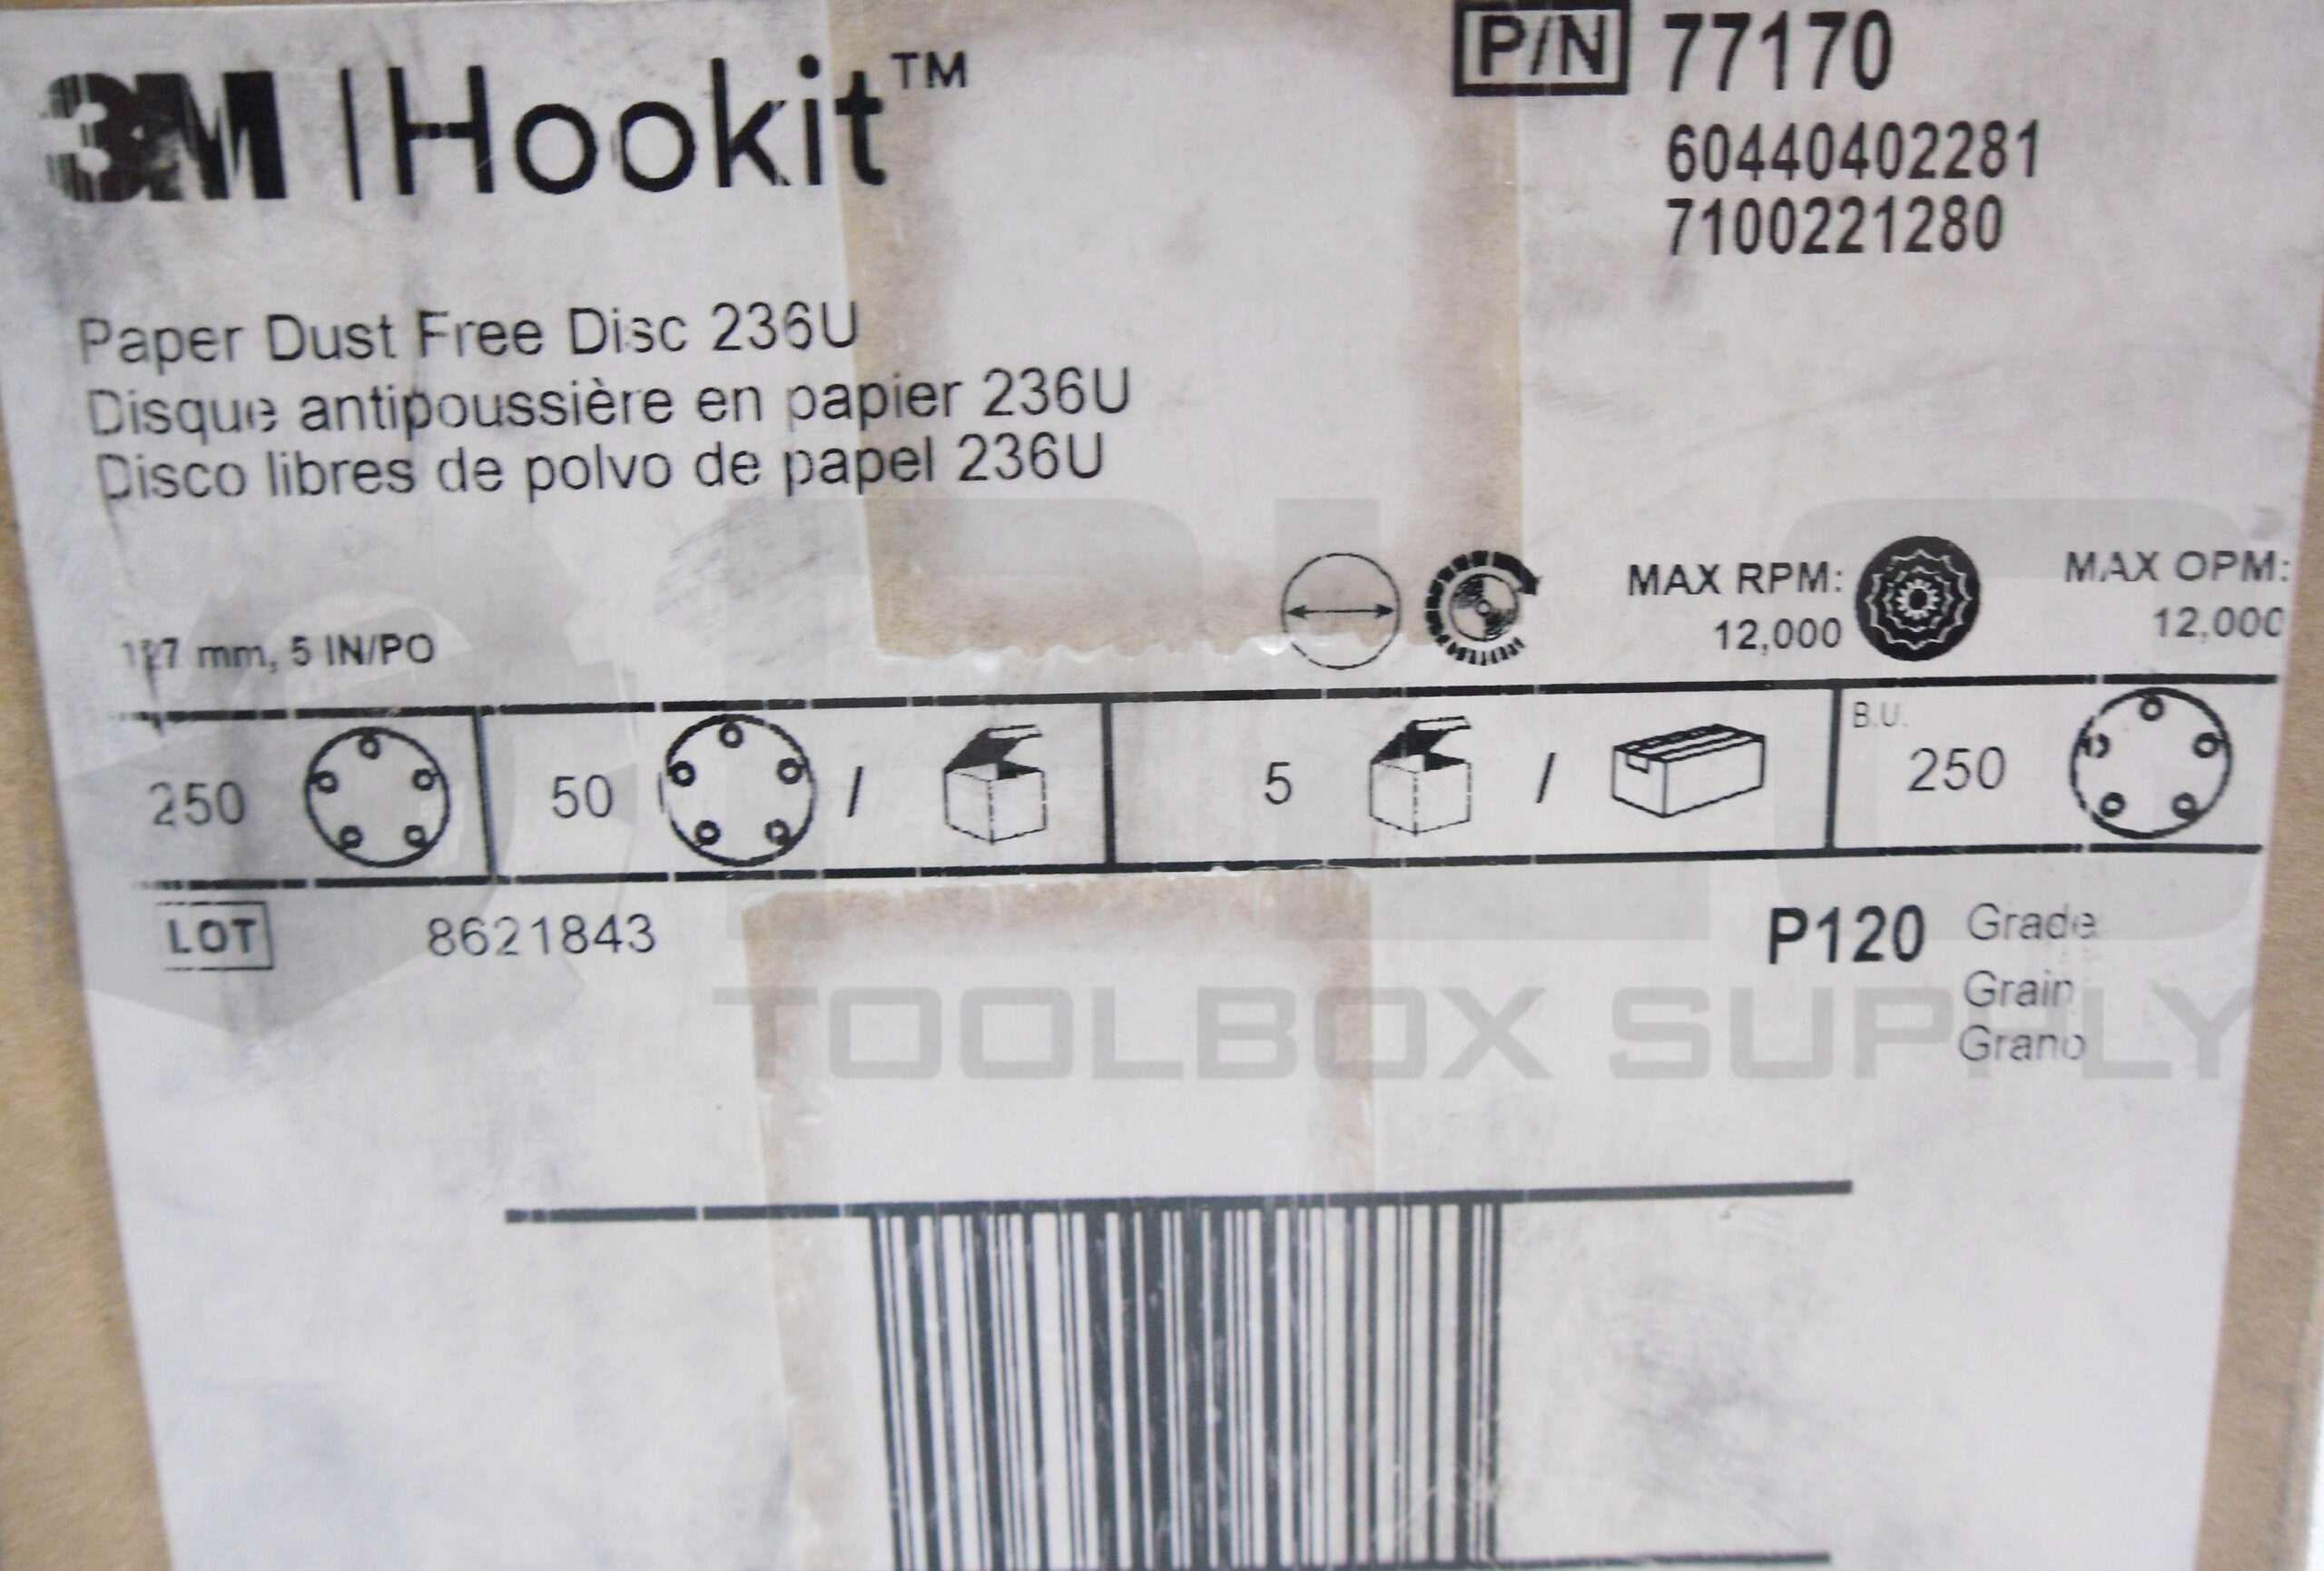 3M | Hookit™
P/N 77170
60440402281
7100221280
Paper Dust Free Disc 236U
Disque antipoussière en papier 236U
Disco libres de polvo de papel 236U
127 mm, 5 IN/PO
MAX RPM:
12,000
MAX OPM:
12,000
250
50 /
5 /
B.U.
250
LOT 8621843
P120 Grade
Grain
Grano
TOOLBOX SUPPLY